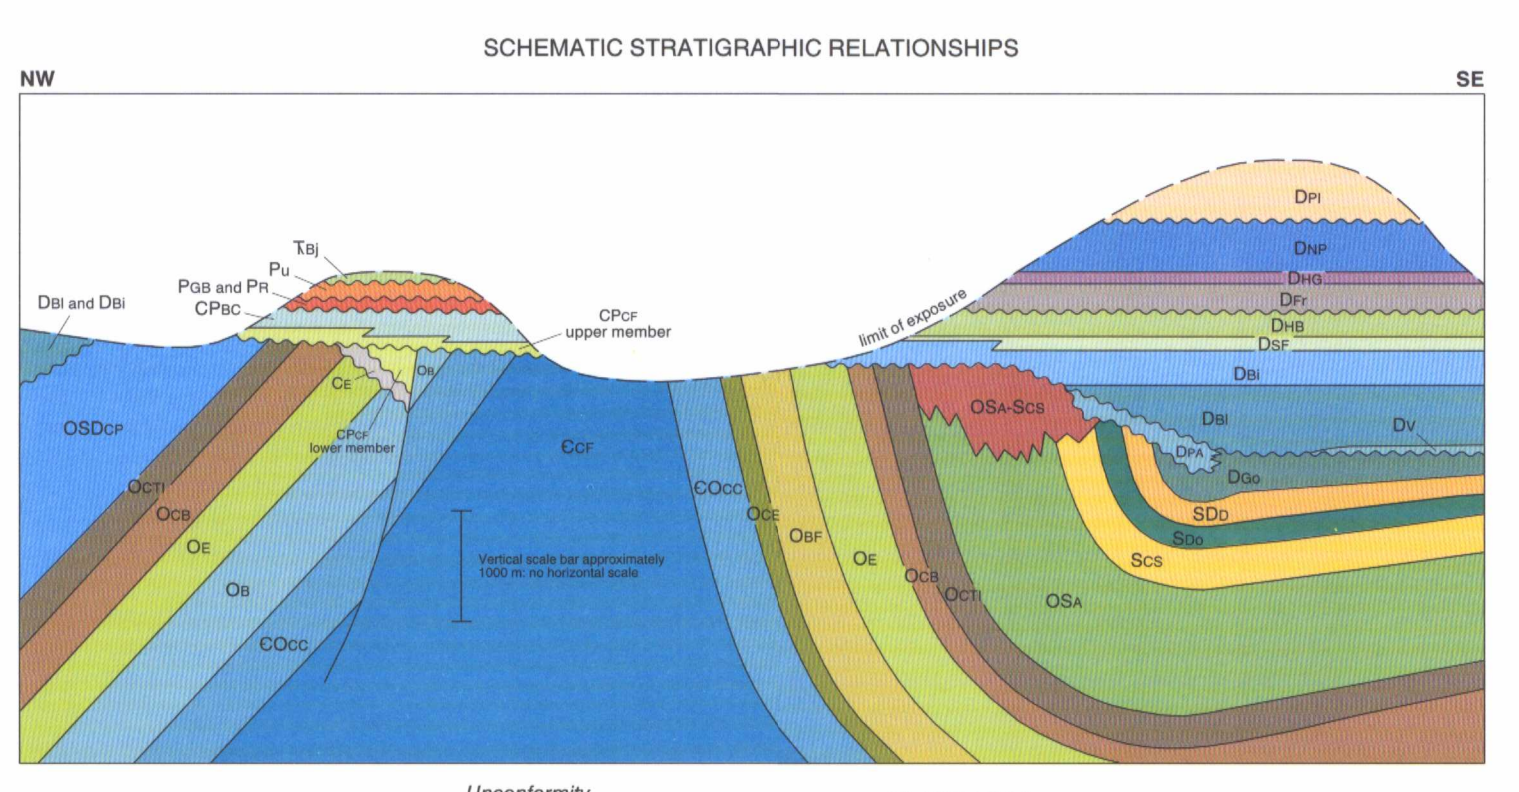 SCHEMATIC STRATIGRAPHIC RELATIONSHIPS
NW
SE
DPI
DNP
DHG
DFr
DHB
DSF
DBi
TBj
Pu
PGB and PR
CPBC
DBl and DBi
CPCF
upper member
limit of exposure
CE
OB
CPCF
lower member
OSA-SCS
DBl
DV
DPA
DGo
OSDCP
ЄCF
ЄOCC
OCTI
OCB
OE
OCE
OBF
OE
SDD
SDo
SCS
Vertical scale bar approximately
1000 m: no horizontal scale
OCB
OCTI
OSA
OB
ЄOCC
Unconformity